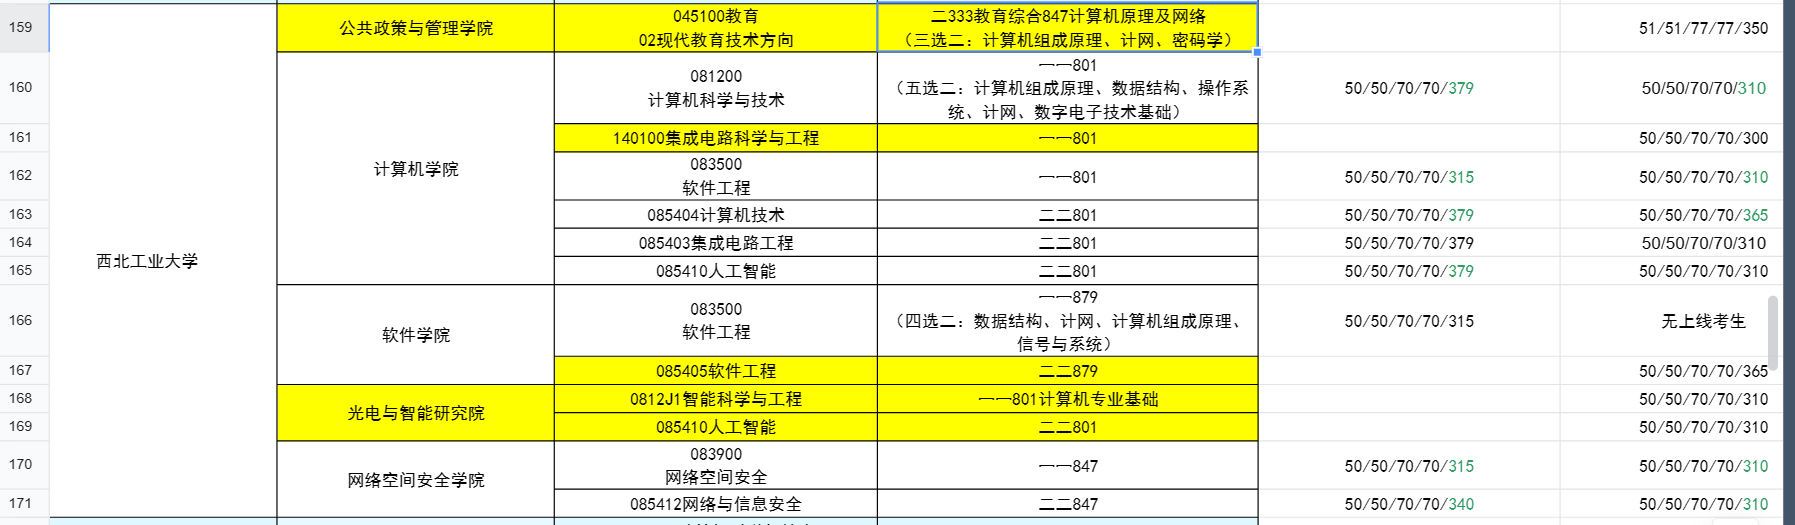 159
公共政策与管理学院
045100教育
02现代教育技术方向
二333教育综合847计算机原理及网络
（三选二：计算机组成原理、计网、密码学）
51/51/77/77/350
西北工业大学
计算机学院
160
081200
计算机科学与技术
一一801
（五选二：计算机组成原理、数据结构、操作系
统、计网、数字电子技术基础）
50/50/70/70/379
50/50/70/70/310
161
140100集成电路科学与工程
一一801
50/50/70/70/300
162
083500
软件工程
一一801
50/50/70/70/315
50/50/70/70/310
163
085404计算机技术
二二801
50/50/70/70/379
50/50/70/70/365
164
085403集成电路工程
二二801
50/50/70/70/379
50/50/70/70/310
165
085410人工智能
二二801
50/50/70/70/379
50/50/70/70/310
166
软件学院
083500
软件工程
一一879
（四选二：数据结构、计网、计算机组成原理、
信号与系统）
50/50/70/70/315
无上线考生
167
085405软件工程
二二879
50/50/70/70/365
168
光电与智能研究院
0812J1智能科学与工程
一一801计算机专业基础
50/50/70/70/310
169
085410人工智能
二二801
50/50/70/70/310
170
网络空间安全学院
083900
网络空间安全
一一847
50/50/70/70/315
50/50/70/70/310
171
085412网络与信息安全
二二847
50/50/70/70/340
50/50/70/70/310